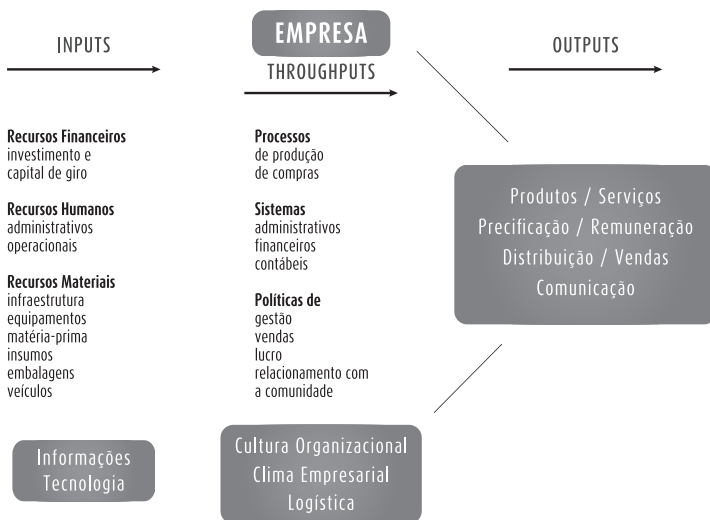 INPUTS
EMPRESA
THROUGHPUTS
OUTPUTS
Recursos Financeiros
investimento e
capital de giro
Recursos Humanos
administrativos
operacionais
Recursos Materiais
infraestrutura
equipamentos
matéria-prima
insumos
embalagens
veículos
Informações
Tecnologia
Processos
de produção
de compras
Sistemas
administrativos
financeiros
contábeis
Políticas de
gestão
vendas
lucro
relacionamento com
a comunidade
Cultura Organizacional
Clima Empresarial
Logística
Produtos / Serviços
Precificação / Remuneração
Distribuição / Vendas
Comunicação